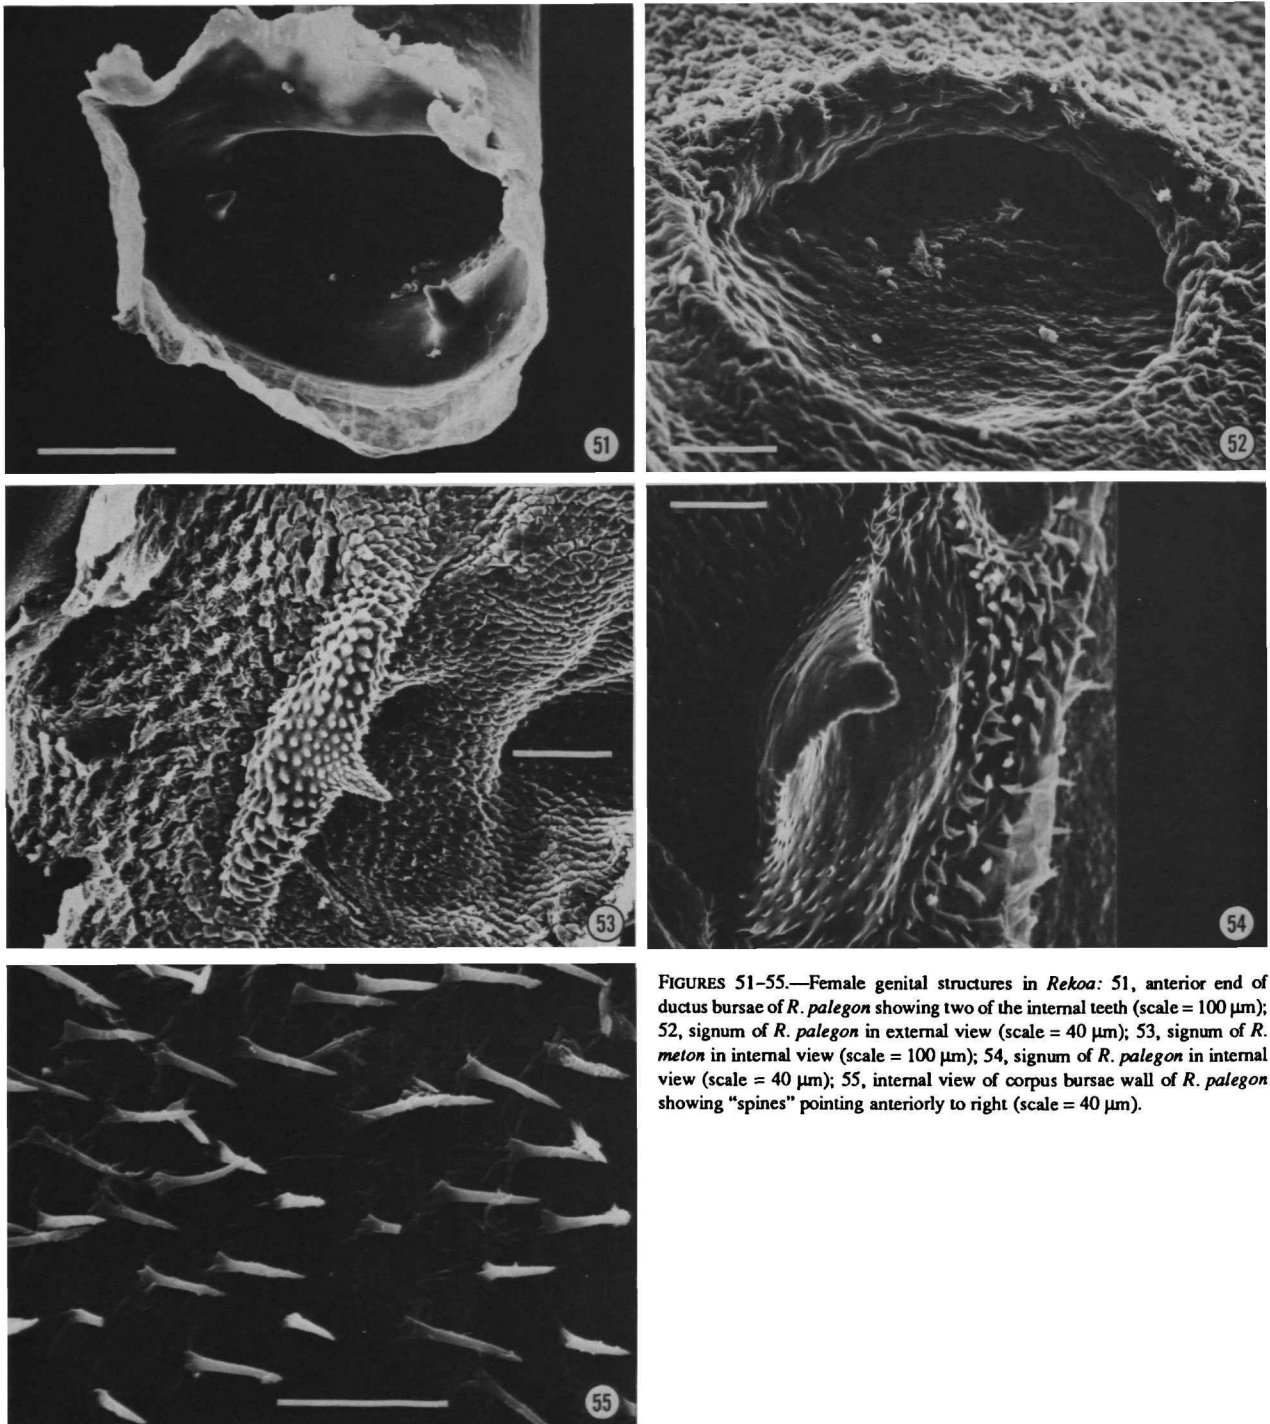 51
52
53
54
55
FIGURES 51–55.—Female genital structures in Rekoa: 51, anterior end of
ductus bursae of R. palegon showing two of the internal teeth (scale = 100 µm);
52, signum of R. palegon in external view (scale = 40 µm); 53, signum of R.
meton in internal view (scale = 100 µm); 54, signum of R. palegon in internal
view (scale = 40 µm); 55, internal view of corpus bursae wall of R. palegon
showing “spines” pointing anteriorly to right (scale = 40 µm).